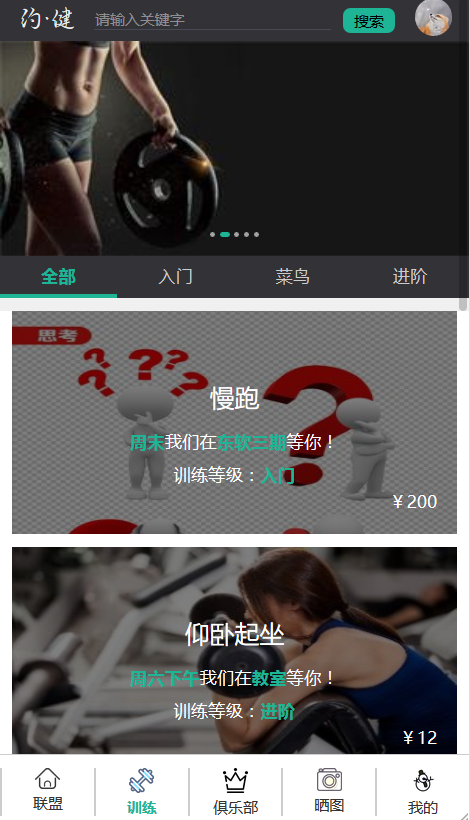 约·健
请输入关键字
搜索
全部
入门
菜鸟
进阶
思考
慢跑
周末我们在东软三期等你！
训练等级：入门
￥200
仰卧起坐
周六下午我们在教室等你！
训练等级：进阶
￥12
联盟
训练
俱乐部
晒图
我的